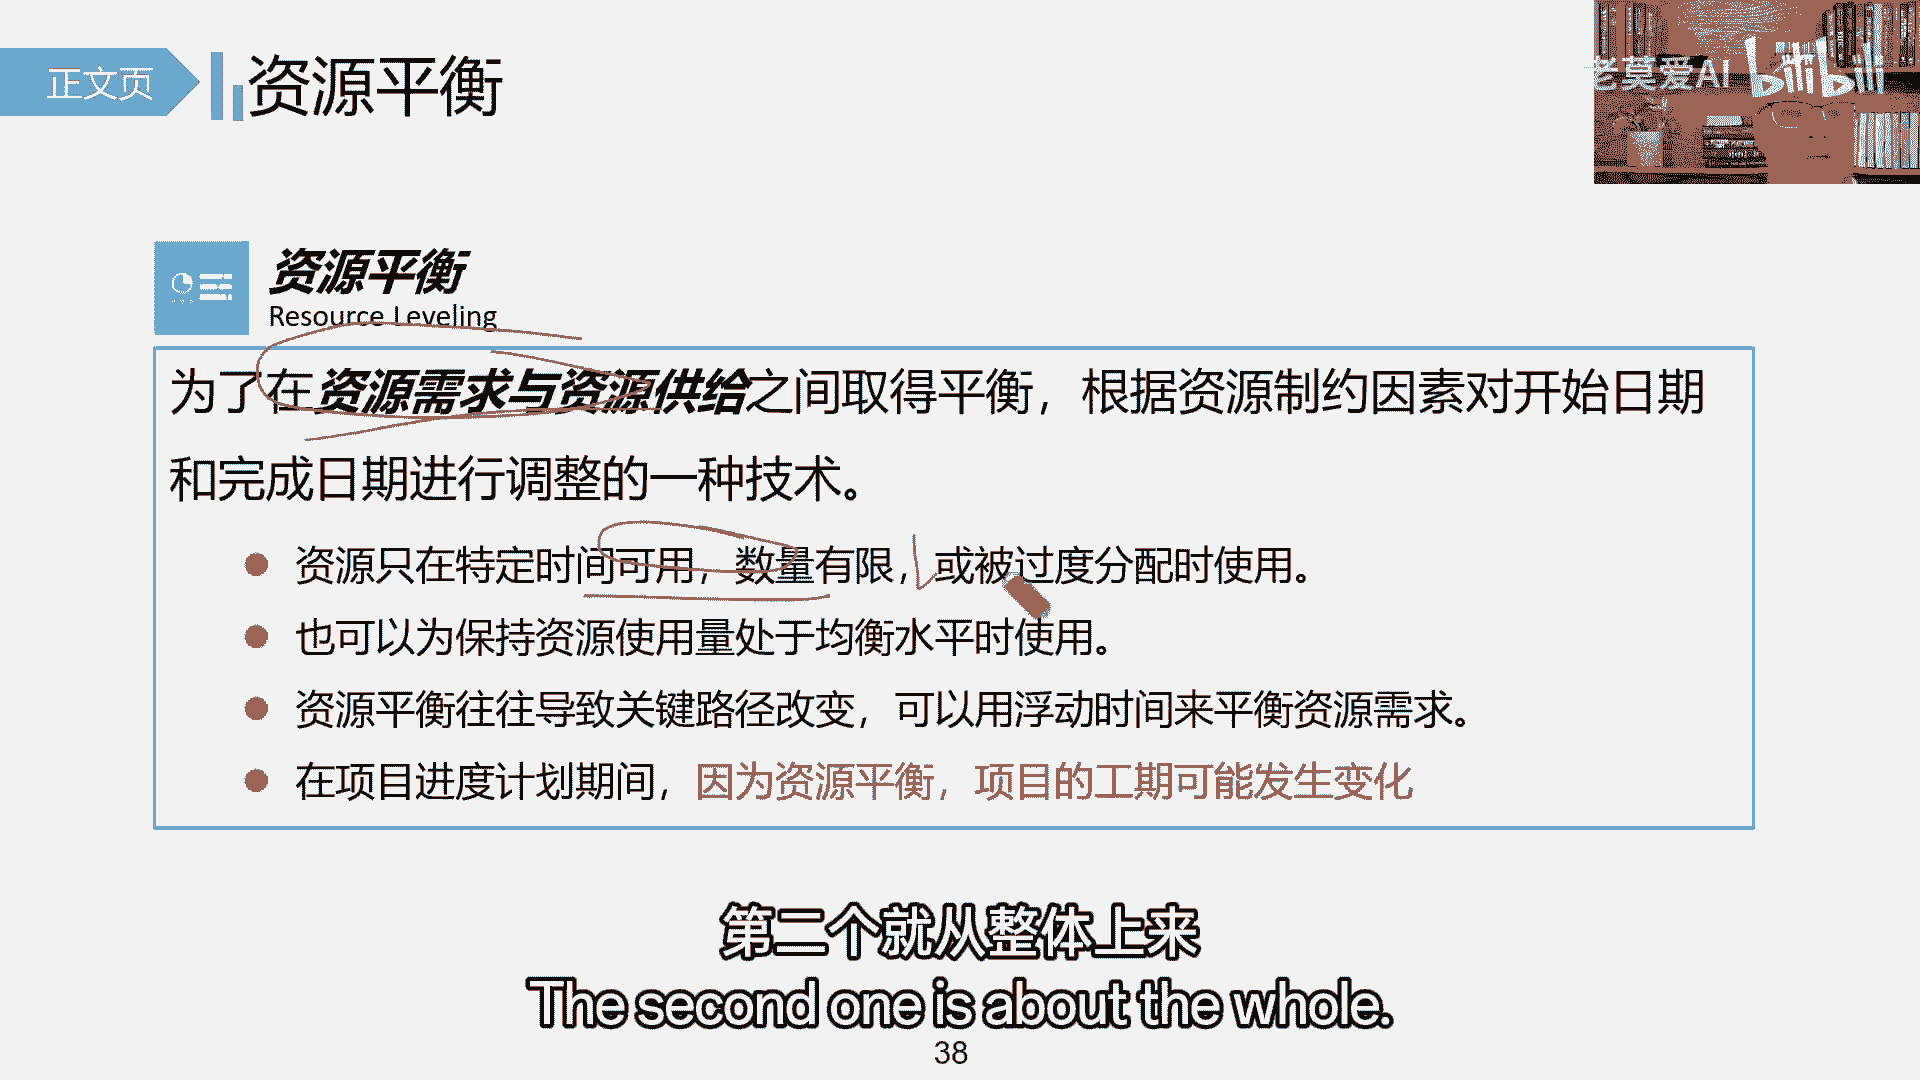 正文页
资源平衡
老莫爱AI bilibili
资源平衡
Resource Leveling
为了在资源需求与资源供给之间取得平衡，根据资源制约因素对开始日期
和完成日期进行调整的一种技术。
资源只在特定时间可用，数量有限，或被过度分配时使用。
也可以为保持资源使用量处于均衡水平时使用。
资源平衡往往导致关键路径改变，可以用浮动时间来平衡资源需求。
在项目进度计划期间，因为资源平衡，项目的工期可能发生变化
第二个就从整体上来
The second one is about the whole.
38